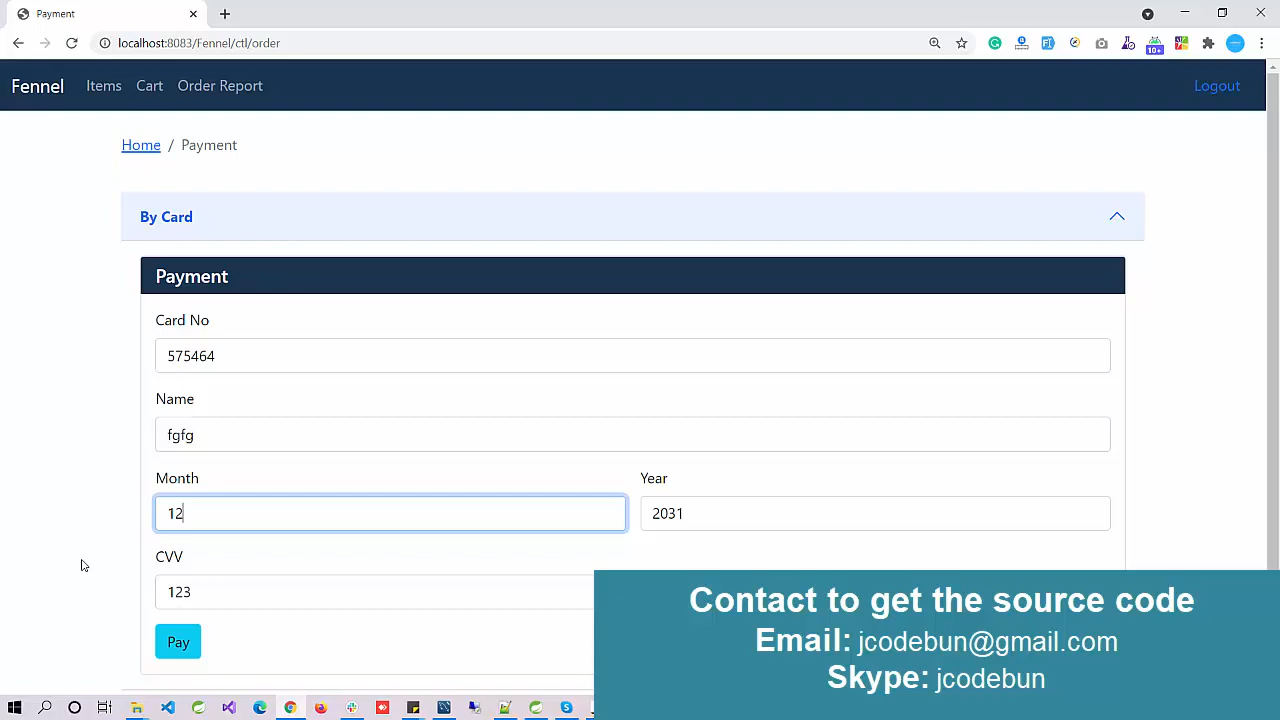 Payment
localhost:8083/Fennel/ctl/order
10+
Fennel Items Cart Order Report Logout
Home / Payment
By Card
Payment
Card No
575464
Name
fgfg
Month Year
12 2031
CVV
123
Pay
Contact to get the source code
Email: jcodebun@gmail.com
Skype: jcodebun